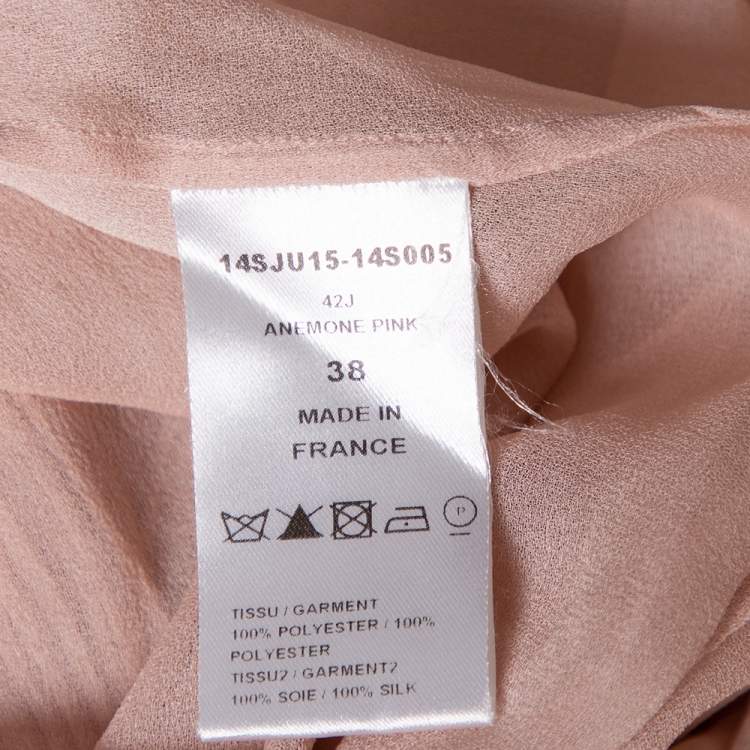 14SJU15-14S005
42J
ANEMONE PINK
38
MADE IN
FRANCE
P
TISSU / GARMENT
100% POLYESTER / 100%
POLYESTER
TISSU2 / GARMENT2
100% SOIE / 100% SILK